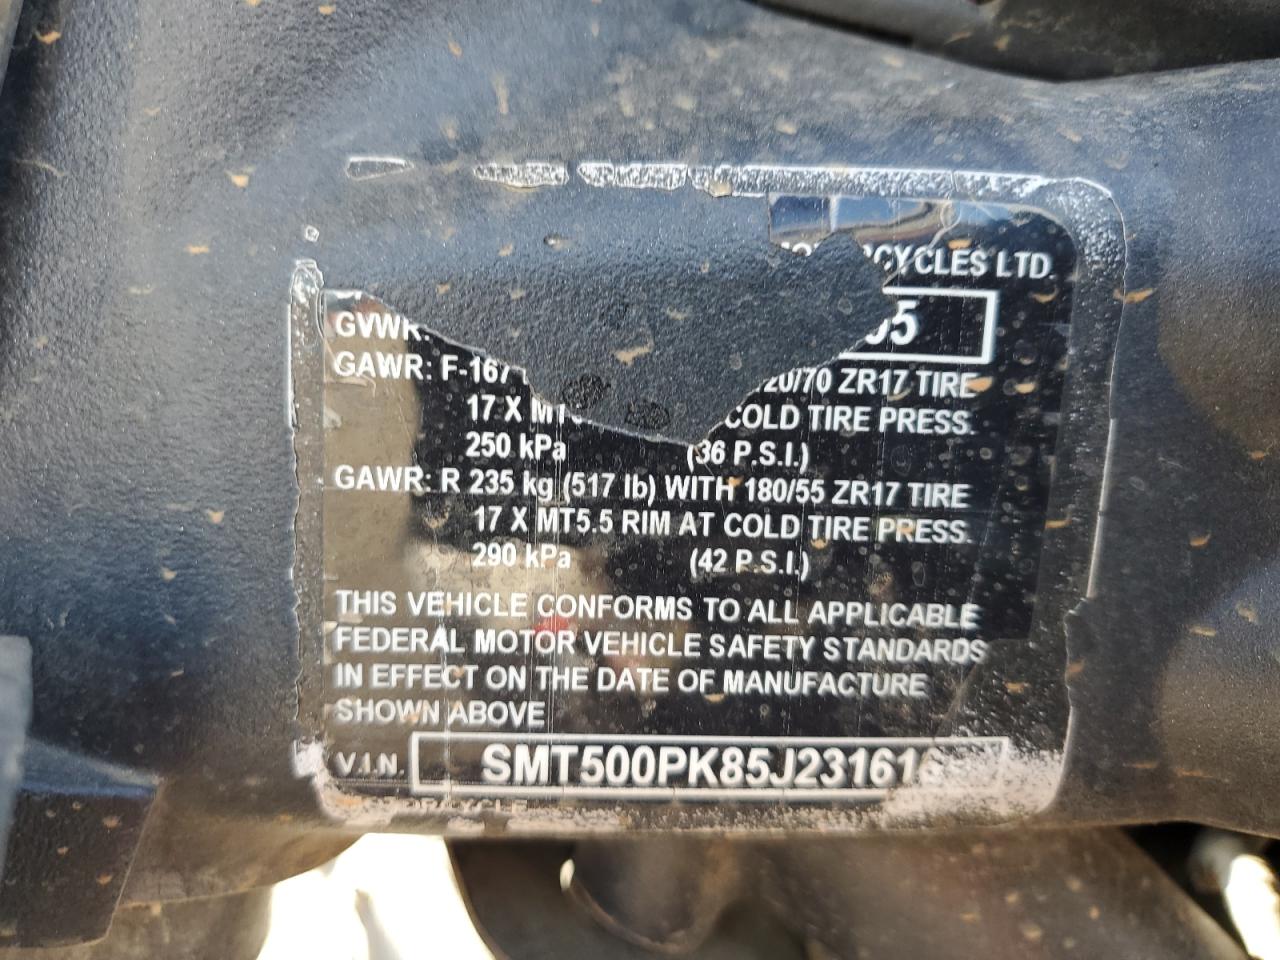 CYCLES LTD.
GVWR:
GAWR: F-167 20/70 ZR17 TIRE
17 X COLD TIRE PRESS.
250 kPa (36 P.S.I.)
GAWR: R 235 kg (517 lb) WITH 180/55 ZR17 TIRE
17 X MT5.5 RIM AT COLD TIRE PRESS.
290 kPa (42 P.S.I.)
THIS VEHICLE CONFORMS TO ALL APPLICABLE
FEDERAL MOTOR VEHICLE SAFETY STANDARDS
IN EFFECT ON THE DATE OF MANUFACTURE
SHOWN ABOVE
V.I.N. SMT500PK85J231616